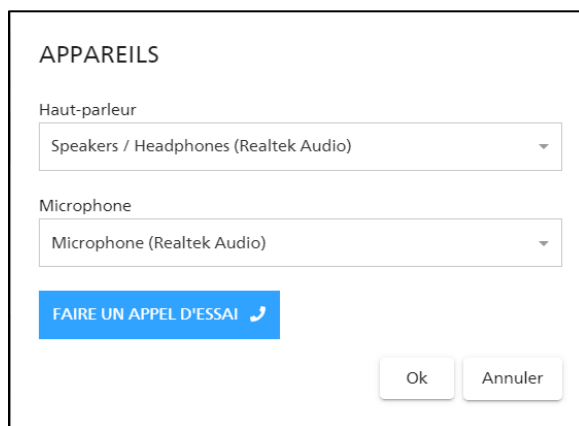 APPAREILS
Haut-parleur
Speakers / Headphones (Realtek Audio)
Microphone
Microphone (Realtek Audio)
FAIRE UN APPEL D'ESSAI
Ok Annuler